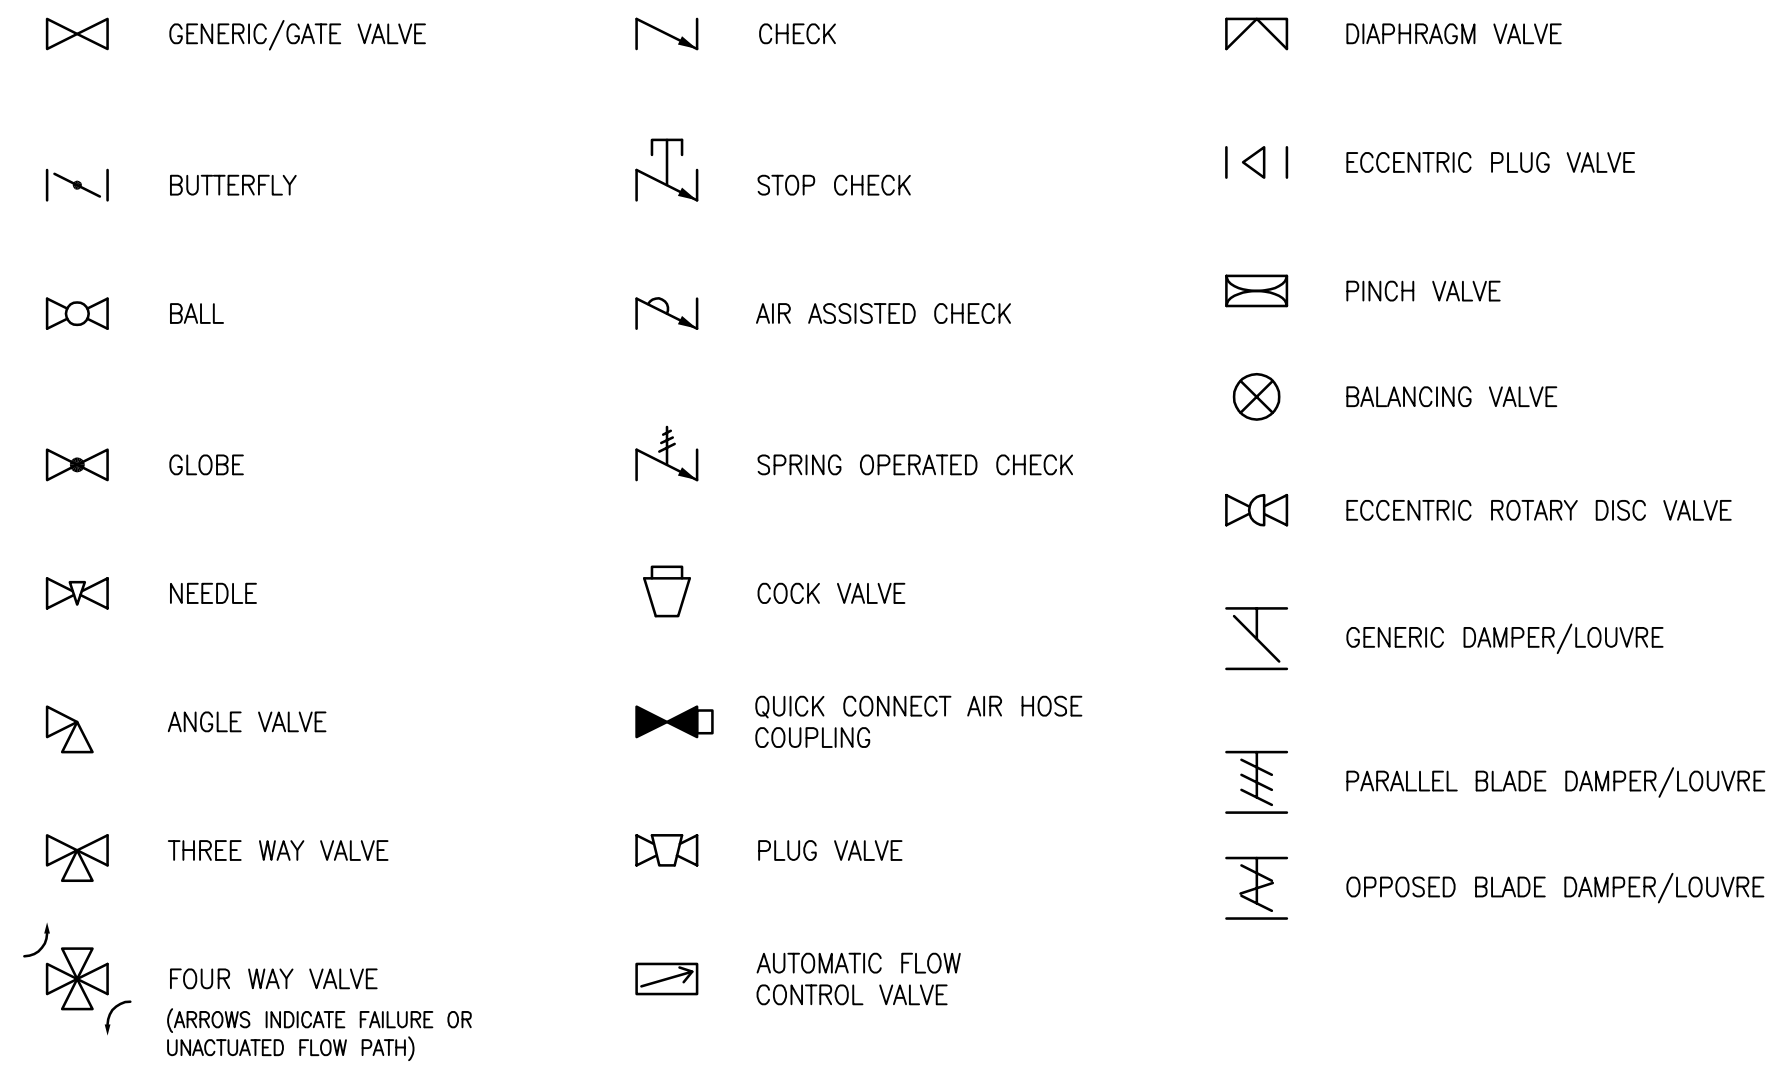 GENERIC/GATE VALVE
BUTTERFLY
BALL
GLOBE
NEEDLE
ANGLE VALVE
THREE WAY VALVE
FOUR WAY VALVE
(ARROWS INDICATE FAILURE OR
UNACTUATED FLOW PATH)
CHECK
STOP CHECK
AIR ASSISTED CHECK
SPRING OPERATED CHECK
COCK VALVE
QUICK CONNECT AIR HOSE
COUPLING
PLUG VALVE
AUTOMATIC FLOW
CONTROL VALVE
DIAPHRAGM VALVE
ECCENTRIC PLUG VALVE
PINCH VALVE
BALANCING VALVE
ECCENTRIC ROTARY DISC VALVE
GENERIC DAMPER/LOUVRE
PARALLEL BLADE DAMPER/LOUVRE
OPPOSED BLADE DAMPER/LOUVRE